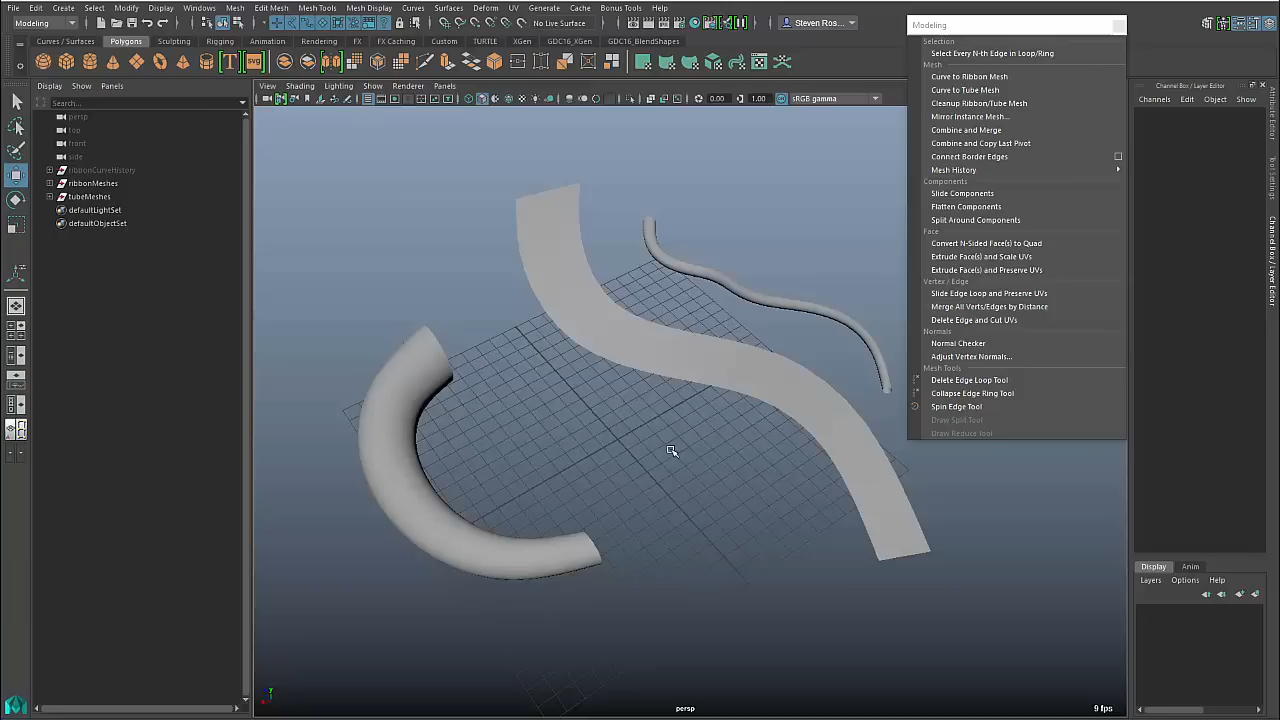 File Edit Create Select Modify Display Windows Mesh Edit Mesh Mesh Tools Mesh Display Curves Surfaces Deform UV Generate Cache Bonus Tools Help
Modeling
No Live Surface
Steven Ros...
Curves / Surfaces Polygons Sculpting Rigging Animation Rendering FX FX Caching TURTLE XGen GDC16_XGen GDC16_BlendShapes
T SVG
Display Show Panels
Search...
persp
top
front
side
ribbonCurveHistory
ribbonMeshes
tubeMeshes
defaultLightSet
defaultObjectSet
View Shading Lighting Show Renderer Panels
0.00 1.00 sRGB gamma
persp
9 fps
Modeling
Selection
Select Every N-th Edge in Loop/Ring
Mesh
Curve to Ribbon Mesh
Curve to Tube Mesh
Cleanup Ribbon/Tube Mesh
Mirror Instance Mesh...
Combine and Merge
Combine and Copy Last Pivot
Connect Border Edges
Mesh History
Components
Slide Components
Flatten Components
Split Around Components
Face
Convert N-Sided Face(s) to Quad
Extrude Face(s) and Scale UVs
Extrude Face(s) and Preserve UVs
Vertex / Edge
Slide Edge Loop and Preserve UVs
Merge All Verts/Edges by Distance
Delete Edge and Cut UVs
Normals
Normal Checker
Adjust Vertex Normals...
Mesh Tools
Delete Edge Loop Tool
Collapse Edge Ring Tool
Spin Edge Tool
Draw Split Tool
Draw Reduce Tool
Channel Box / Layer Editor
Channels Edit Object Show
Display Anim
Layers Options Help
Attribute Editor
Tool Settings
Channel Box / Layer Editor